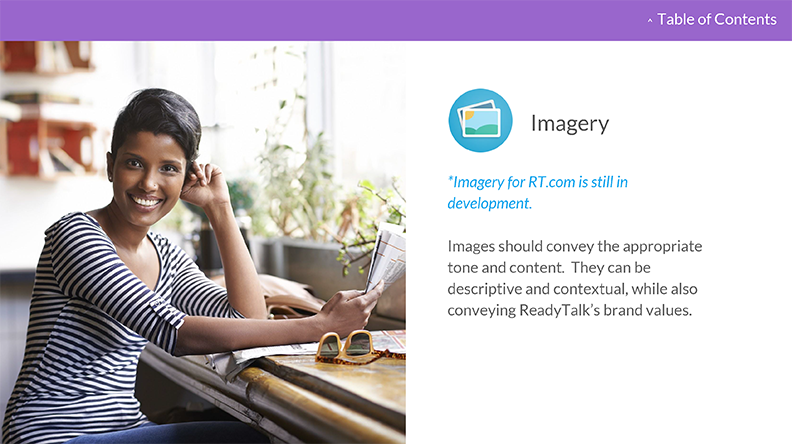 ^ Table of Contents
Imagery
*Imagery for RT.com is still in
development.
Images should convey the appropriate
tone and content.  They can be
descriptive and contextual, while also
conveying ReadyTalk’s brand values.